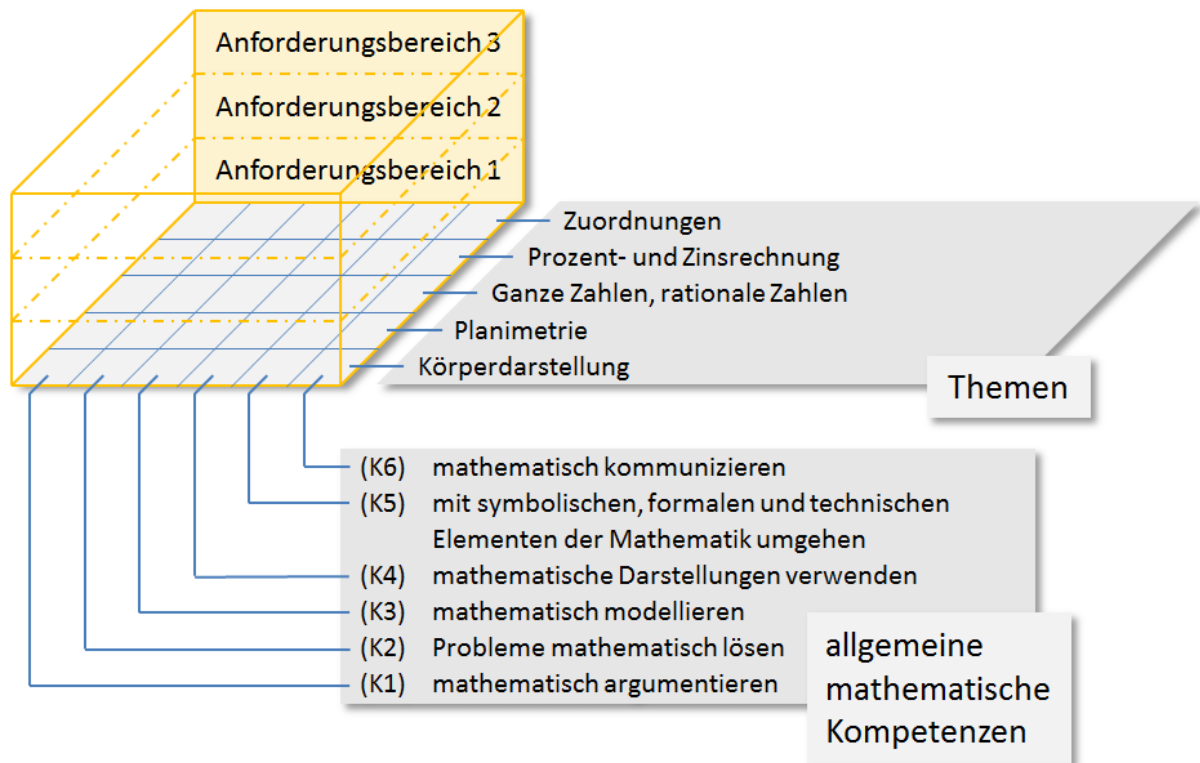 Anforderungsbereich 3
Anforderungsbereich 2
Anforderungsbereich 1
Zuordnungen
Prozent- und Zinsrechnung
Ganze Zahlen, rationale Zahlen
Planimetrie
Körperdarstellung
Themen
(K6) mathematisch kommunizieren
(K5) mit symbolischen, formalen und technischen
Elementen der Mathematik umgehen
(K4) mathematische Darstellungen verwenden
(K3) mathematisch modellieren
(K2) Probleme mathematisch lösen
(K1) mathematisch argumentieren
allgemeine
mathematische
Kompetenzen